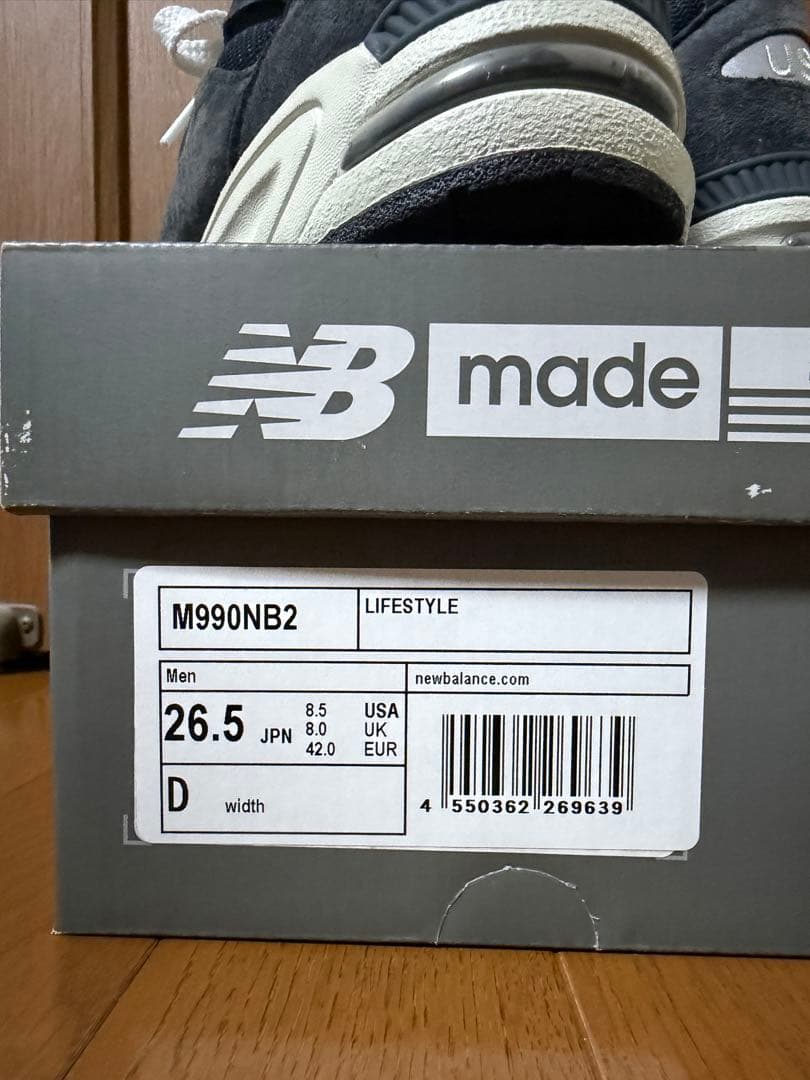 US
NB made
M990NB2 LIFESTYLE
Men newbalance.com
26.5 JPN
8.5 USA
8.0 UK
42.0 EUR
D width
4 550362 269639